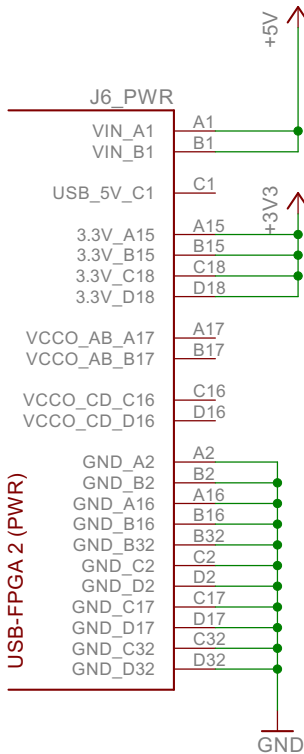 +5V
J6_PWR
VIN_A1 A1
VIN_B1 B1
USB_5V_C1 C1
+3V3
3.3V_A15 A15
3.3V_B15 B15
3.3V_C18 C18
3.3V_D18 D18
VCCO_AB_A17 A17
VCCO_AB_B17 B17
VCCO_CD_C16 C16
VCCO_CD_D16 D16
GND_A2 A2
GND_B2 B2
GND_A16 A16
GND_B16 B16
GND_B32 B32
GND_C2 C2
GND_D2 D2
GND_C17 C17
GND_D17 D17
GND_C32 C32
GND_D32 D32
USB-FPGA 2 (PWR)
GND